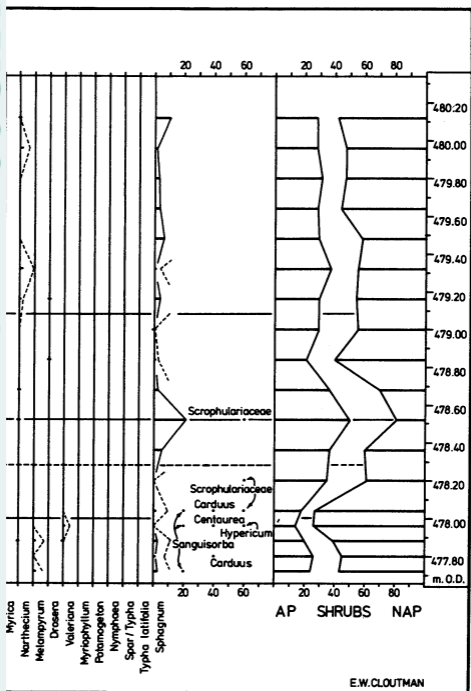 20 60 20 40 60 80
480.20
480.00
479.80
479.60
479.40
479.20
479.00
478.80
Scrophulariaceae
478.60
478.40
Scrophulariaceae
478.20
Carduus
Centaurea
478.00
Hypericum
Sanguisorba
Carduus
477.80
m. O.D.
20 60 20 40 60 80
Myrica
Narthecium
Melampyrum
Drosera
Valeriana
Myriophyllum
Potamogeton
Nymphaea
Spar/Typha
Typha latifolia
Sphagnum
AP SHRUBS NAP
E.W.CLOUTMAN